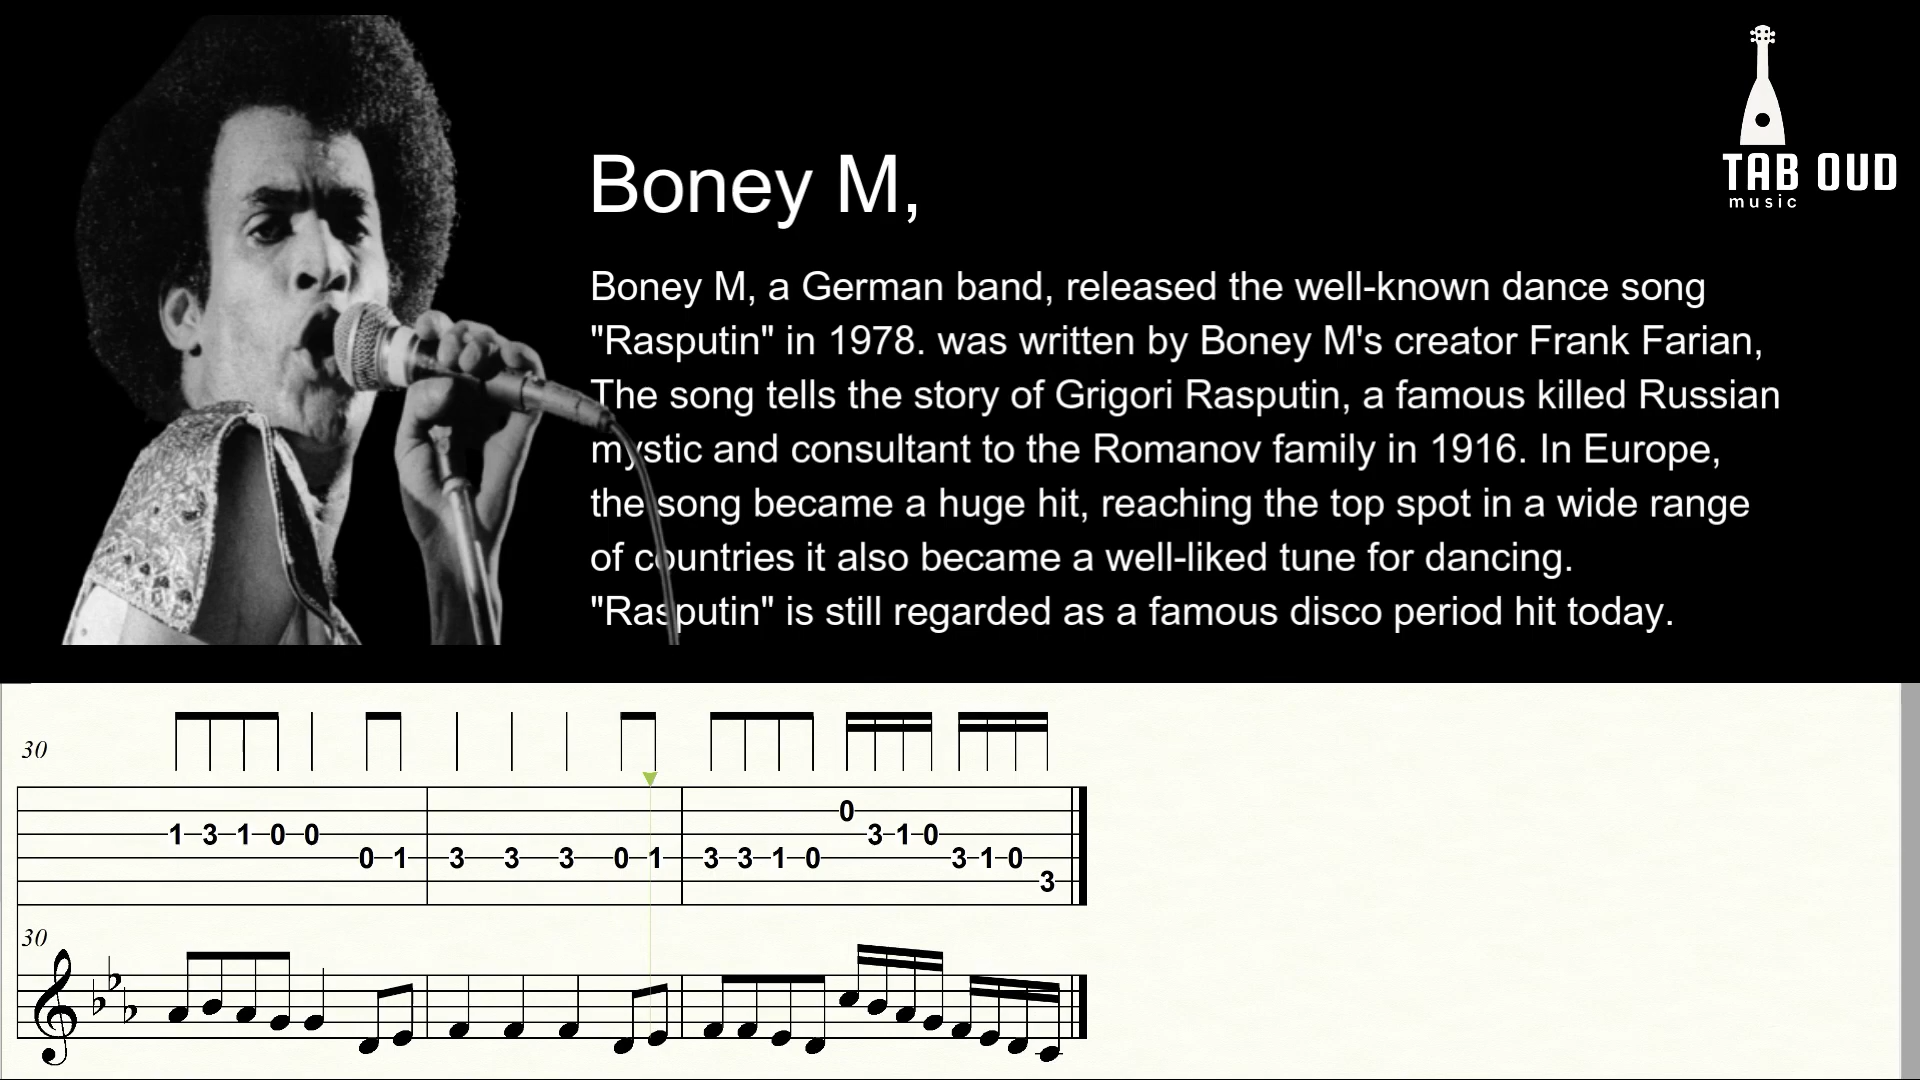 TAB OUD
music
Boney M,
Boney M, a German band, released the well-known dance song
"Rasputin" in 1978. was written by Boney M's creator Frank Farian,
The song tells the story of Grigori Rasputin, a famous killed Russian
mystic and consultant to the Romanov family in 1916. In Europe,
the song became a huge hit, reaching the top spot in a wide range
of countries it also became a well-liked tune for dancing.
"Rasputin" is still regarded as a famous disco period hit today.
30
0
1 3 1 0 0 3 1 0
0 1 3 3 3 0 1 3 3 1 0 3 1 0
3
30